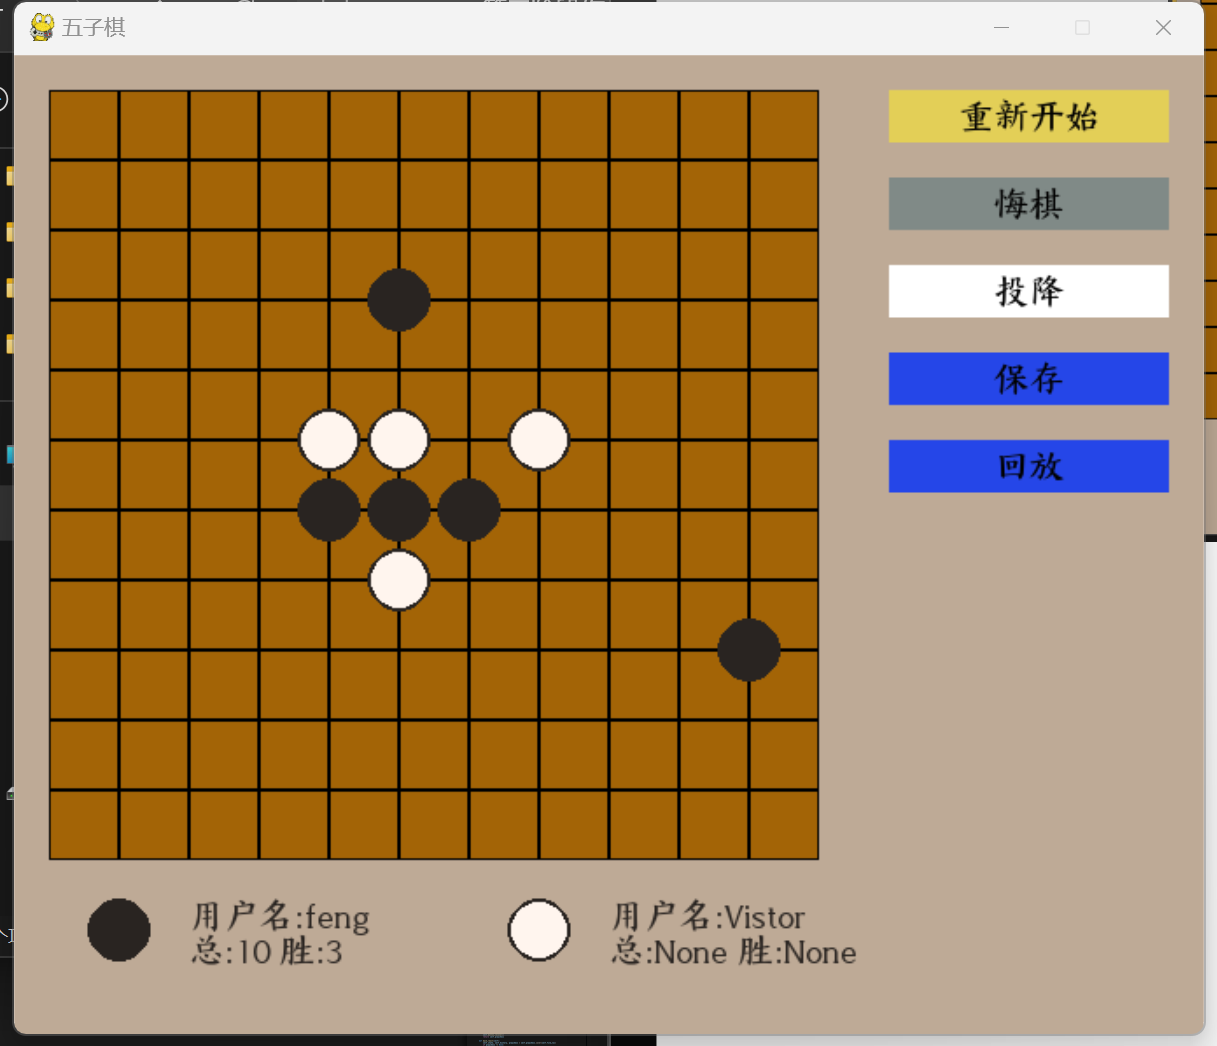 五子棋
重新开始
悔棋
投降
保存
回放
用户名:feng
总:10 胜:3
用户名:Vistor
总:None 胜:None